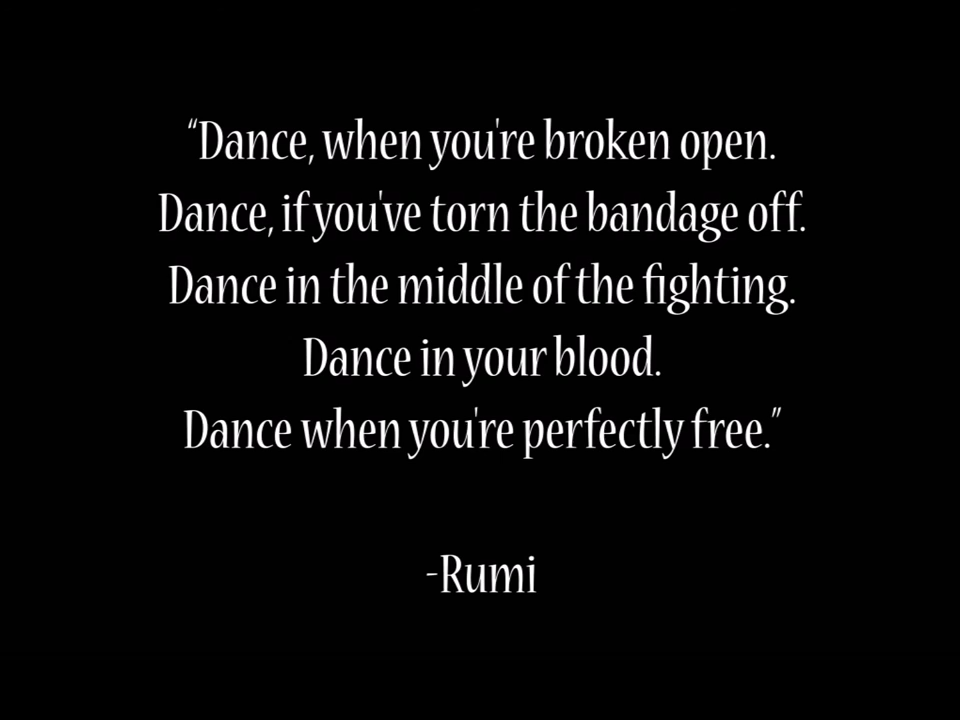 “Dance, when you're broken open.
Dance, if you've torn the bandage off.
Dance in the middle of the fighting.
Dance in your blood.
Dance when you're perfectly free.”
-Rumi